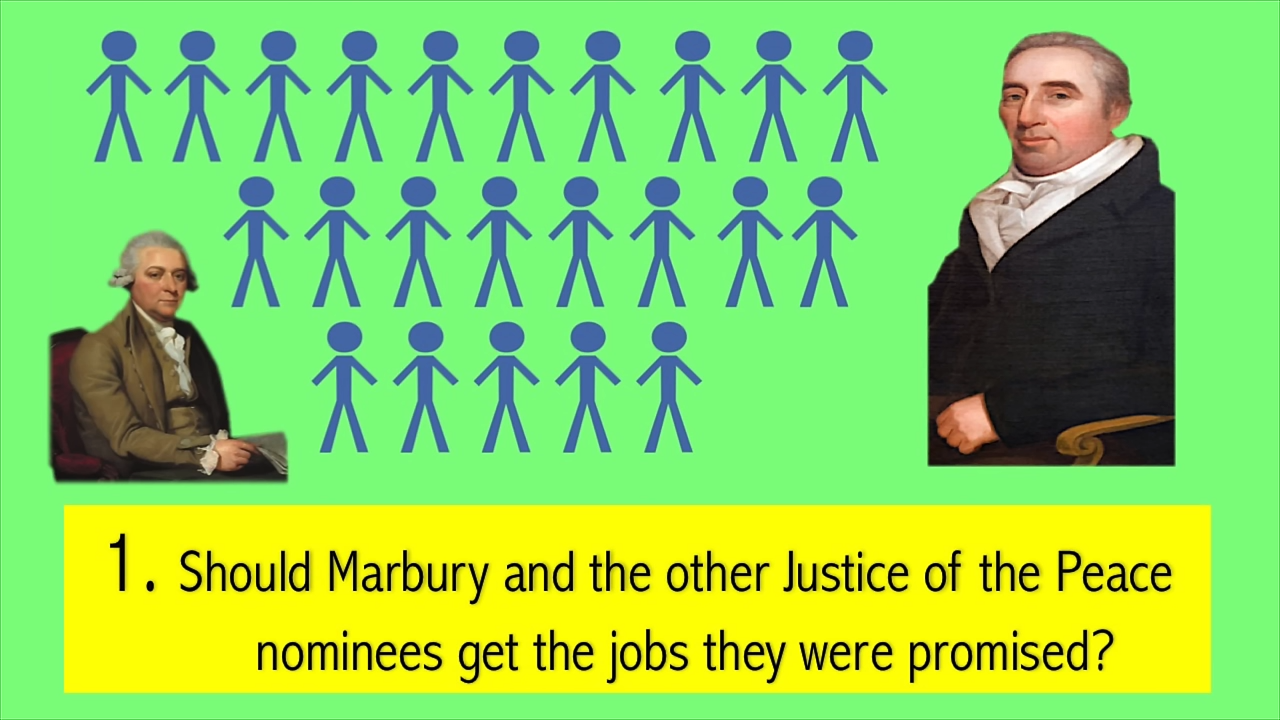 1. Should Marbury and the other Justice of the Peace
nominees get the jobs they were promised?